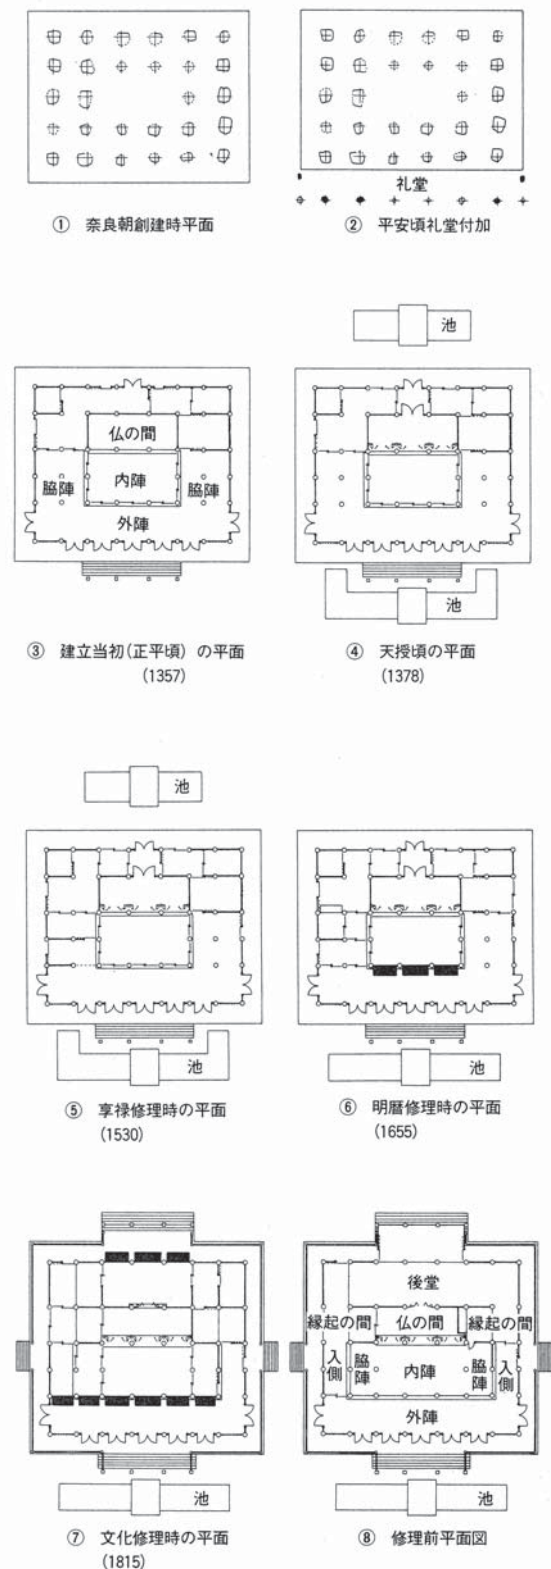 ① 奈良朝創建時平面
礼堂
② 平安頃礼堂付加
仏の間
脇陣 内陣 脇陣
外陣
③ 建立当初(正平頃)の平面
(1357)
池
池
④ 天授頃の平面
(1378)
池
池
⑤ 享禄修理時の平面
(1530)
池
⑥ 明暦修理時の平面
(1655)
池
⑦ 文化修理時の平面
(1815)
後堂
縁起の間 仏の間 縁起の間
入側 脇陣 内陣 脇陣 入側
外陣
池
⑧ 修理前平面図